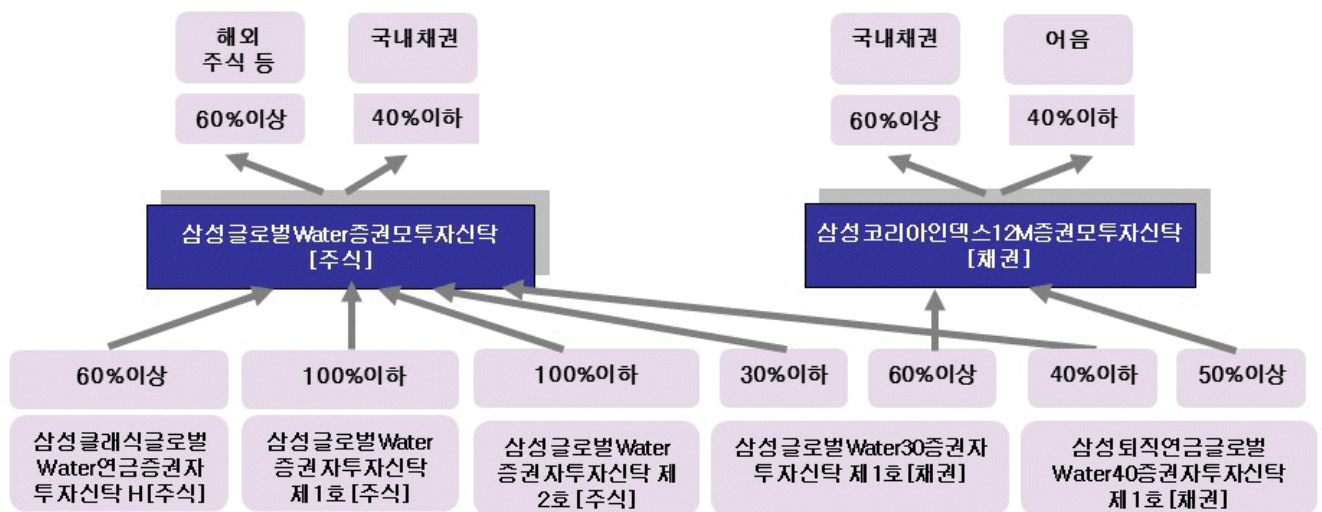 해외
주식 등
국내채권
국내채권
어음
60%이상
40%이하
60%이상
40%이하
삼성글로벌Water증권모투자신탁
[주식]
삼성코리아인덱스12M증권모투자신탁
[채권]
60%이상
100%이하
100%이하
30%이하
60%이상
40%이하
50%이상
삼성클래식글로벌
Water연금증권자
투자신탁 H[주식]
삼성글로벌Water
증권자투자신탁
제1호[주식]
삼성글로벌Water
증권자투자신탁 제
2호[주식]
삼성글로벌Water30증권자
투자신탁 제1호[채권]
삼성퇴직연금글로벌
Water40증권자투자신탁
제1호[채권]